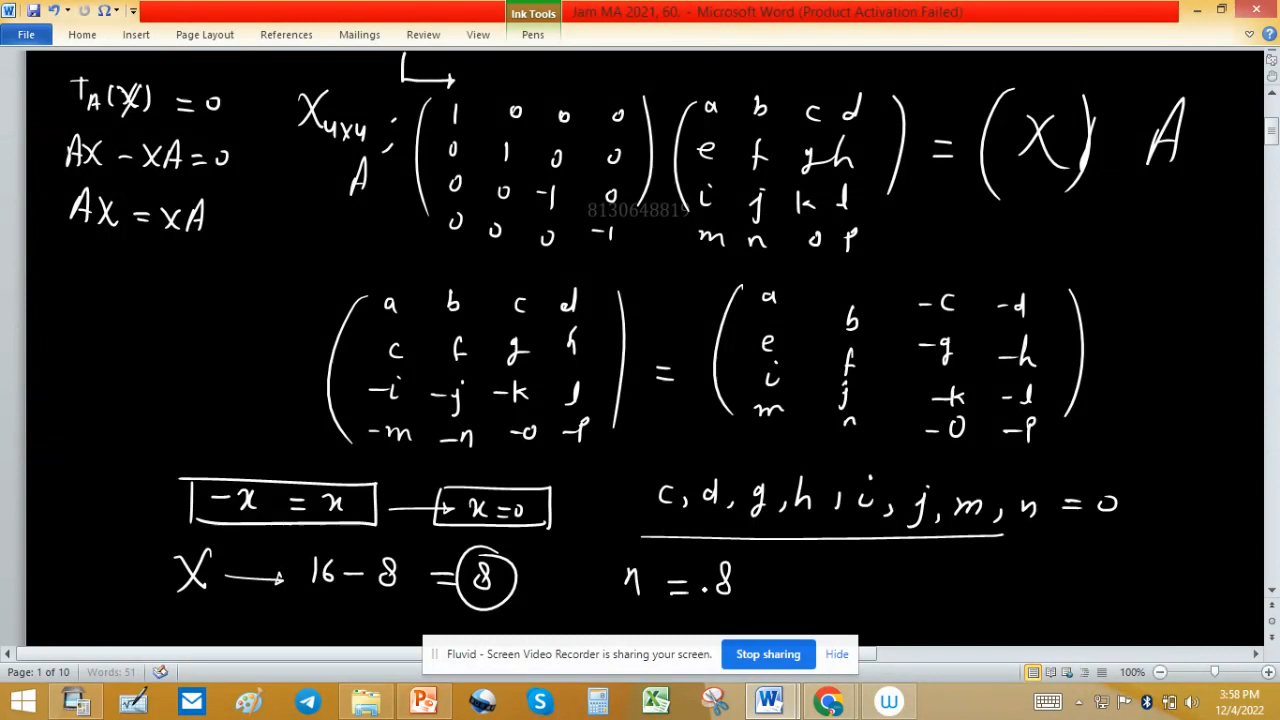 Ink Tools
Jam MA 2021, 60. - Microsoft Word (Product Activation Failed)
File Home Insert Page Layout References Mailings Review View Pens
T_A(X) = 0
AX - XA = 0
AX = XA
X4x4 ; A
( 1 0 0 0 ) ( a b c d ) = ( X ) A
0 1 0 0 e f g h
0 0 -1 0 i j k l
0 0 0 -1 m n o p
8130648819
( a b c d ) = ( a b -c -d )
c f g h e f -g -h
-i -j -k l i j -k -l
-m -n -o -p m n -o -p
-x = x → x = 0
c, d, g, h, i, j, m, n = 0
X → 16 - 8 = 8
n = .8
Fluvid - Screen Video Recorder is sharing your screen. Stop sharing Hide
Page: 1 of 10 Words: 51 100%
3:58 PM
12/4/2022